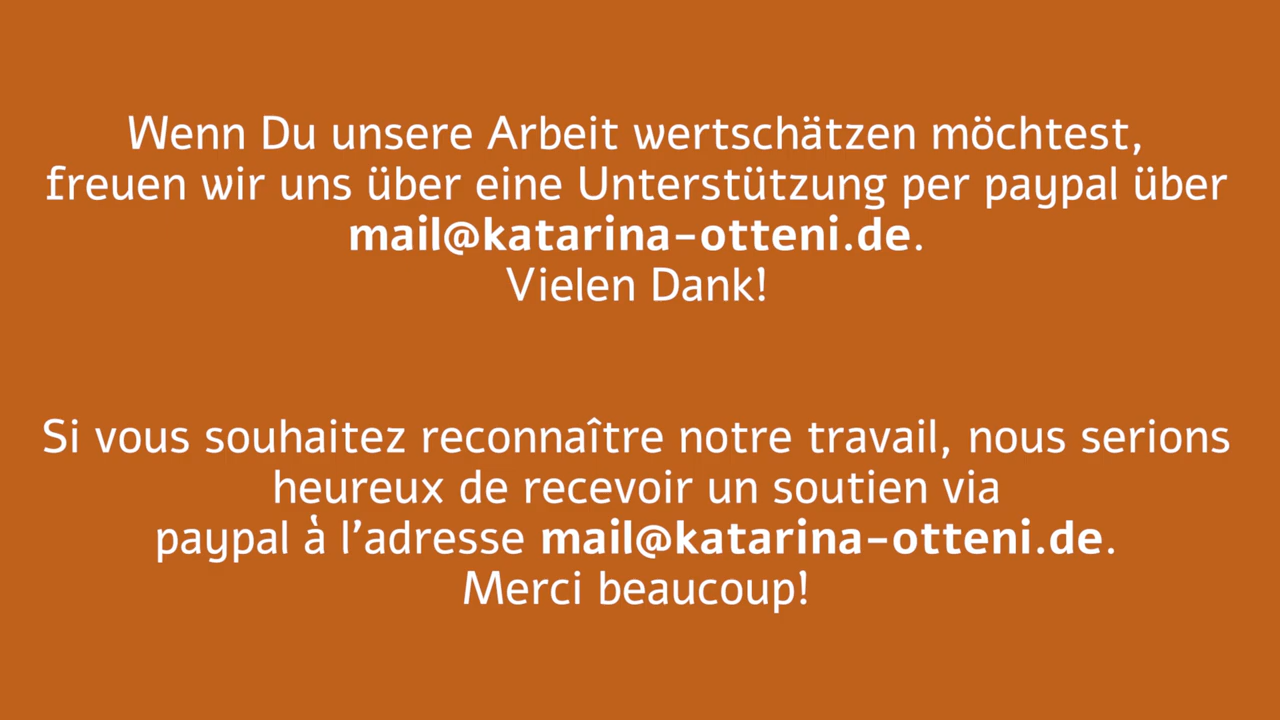 Wenn Du unsere Arbeit wertschätzen möchtest,
freuen wir uns über eine Unterstützung per paypal über
mail@katarina-otteni.de.
Vielen Dank!
Si vous souhaitez reconnaître notre travail, nous serions
heureux de recevoir un soutien via
paypal à l'adresse mail@katarina-otteni.de.
Merci beaucoup!